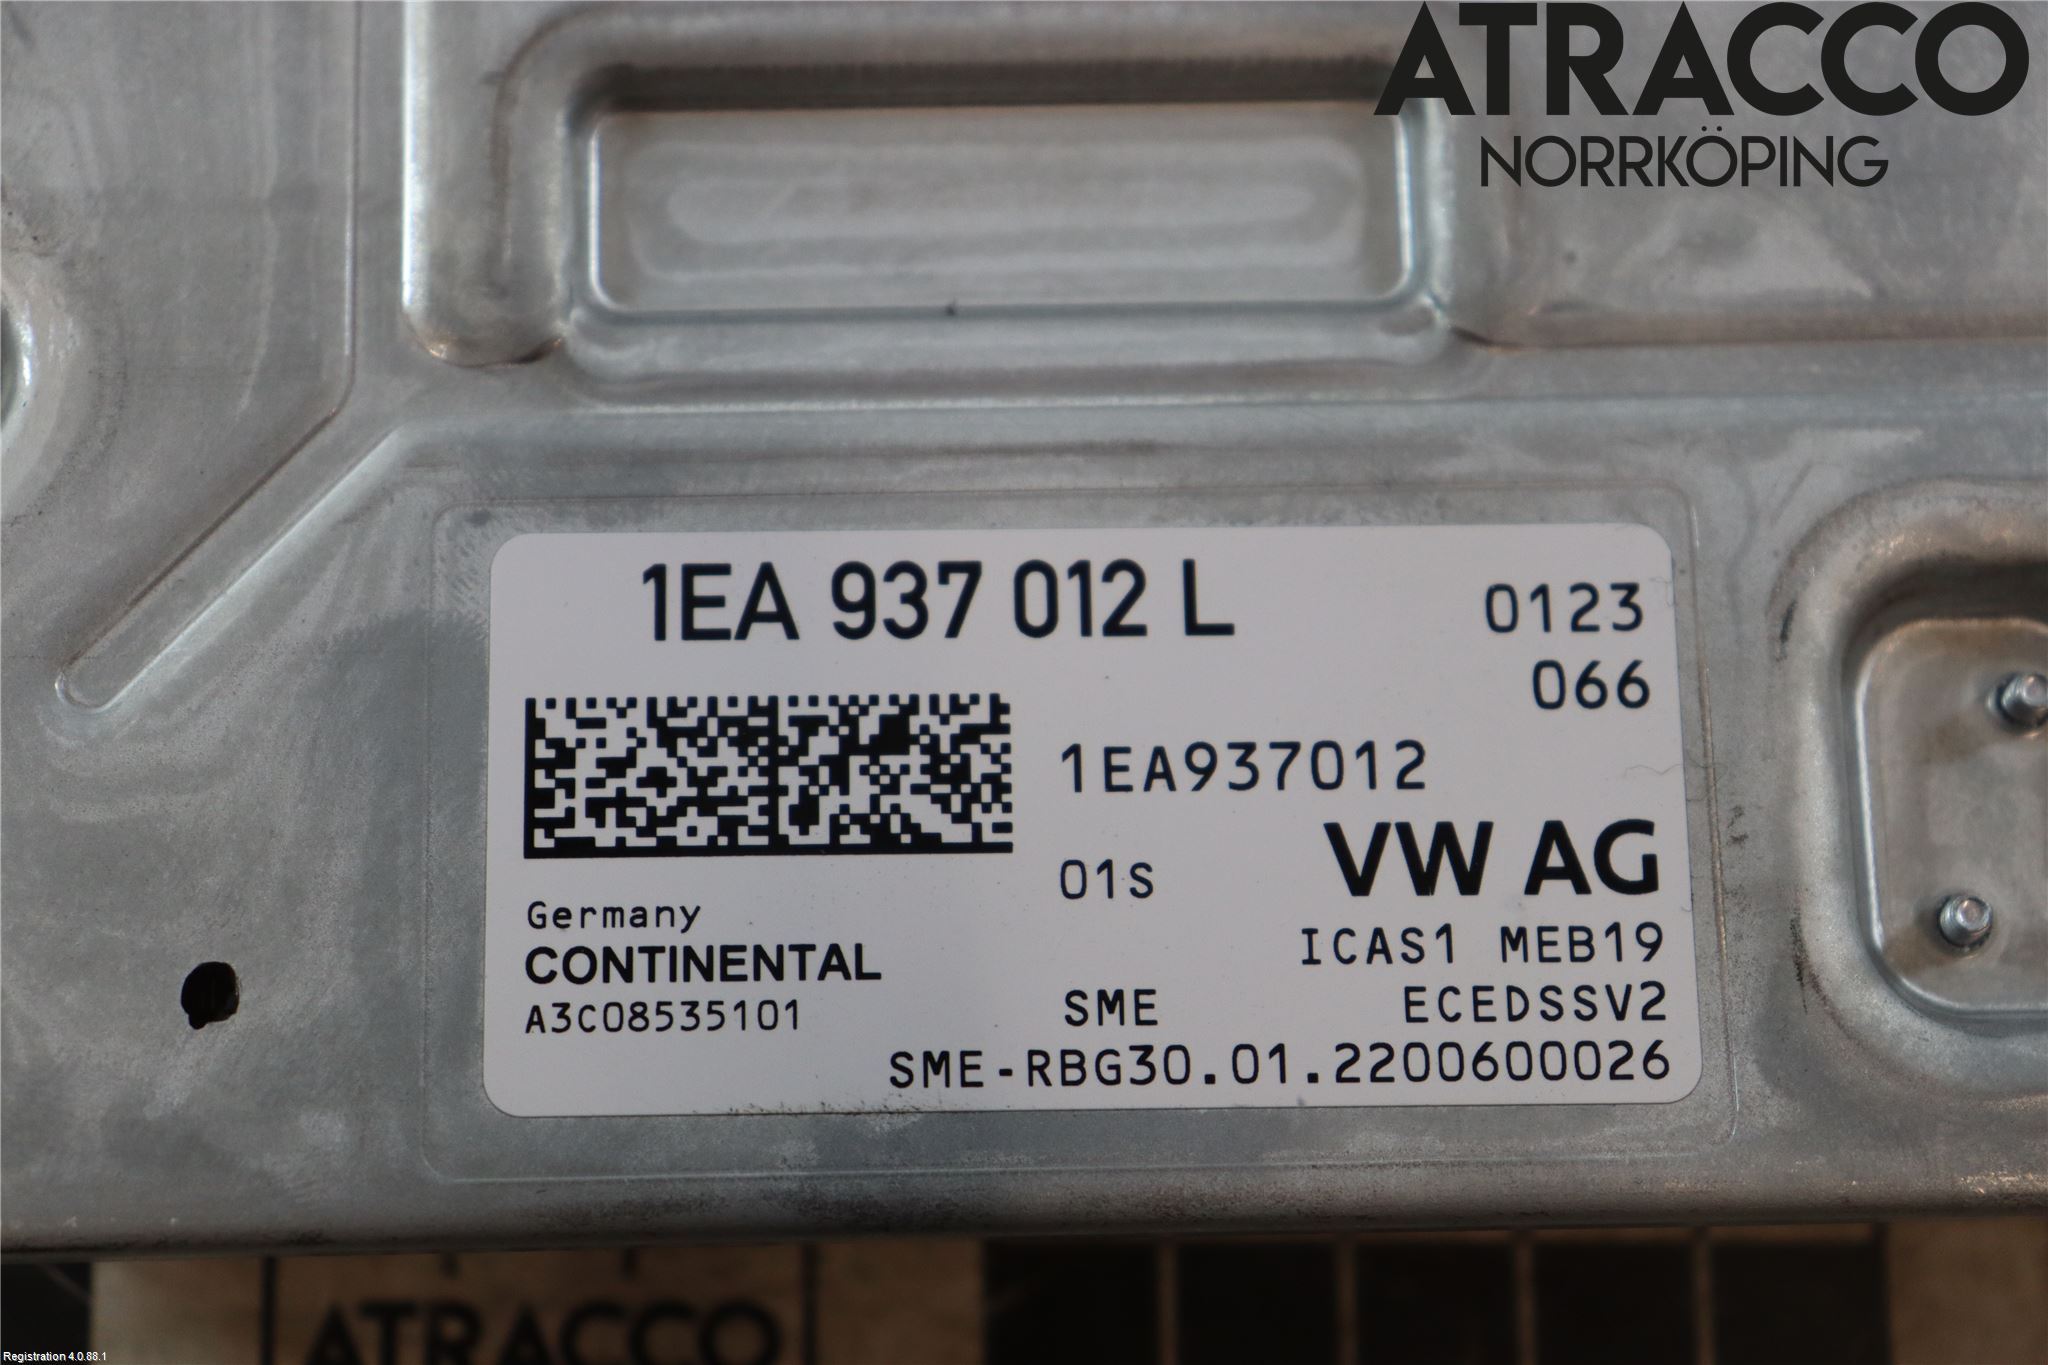 ATRACCO
NORRKÖPING
1EA 937 012 L
0123
066
1EA937012
01S
VW AG
Germany
CONTINENTAL
A3C08535101
ICAS1 MEB19
SME
ECEDSSV2
SME-RBG30.01.2200600026
ATRACCO
Registration 4.0.88.1